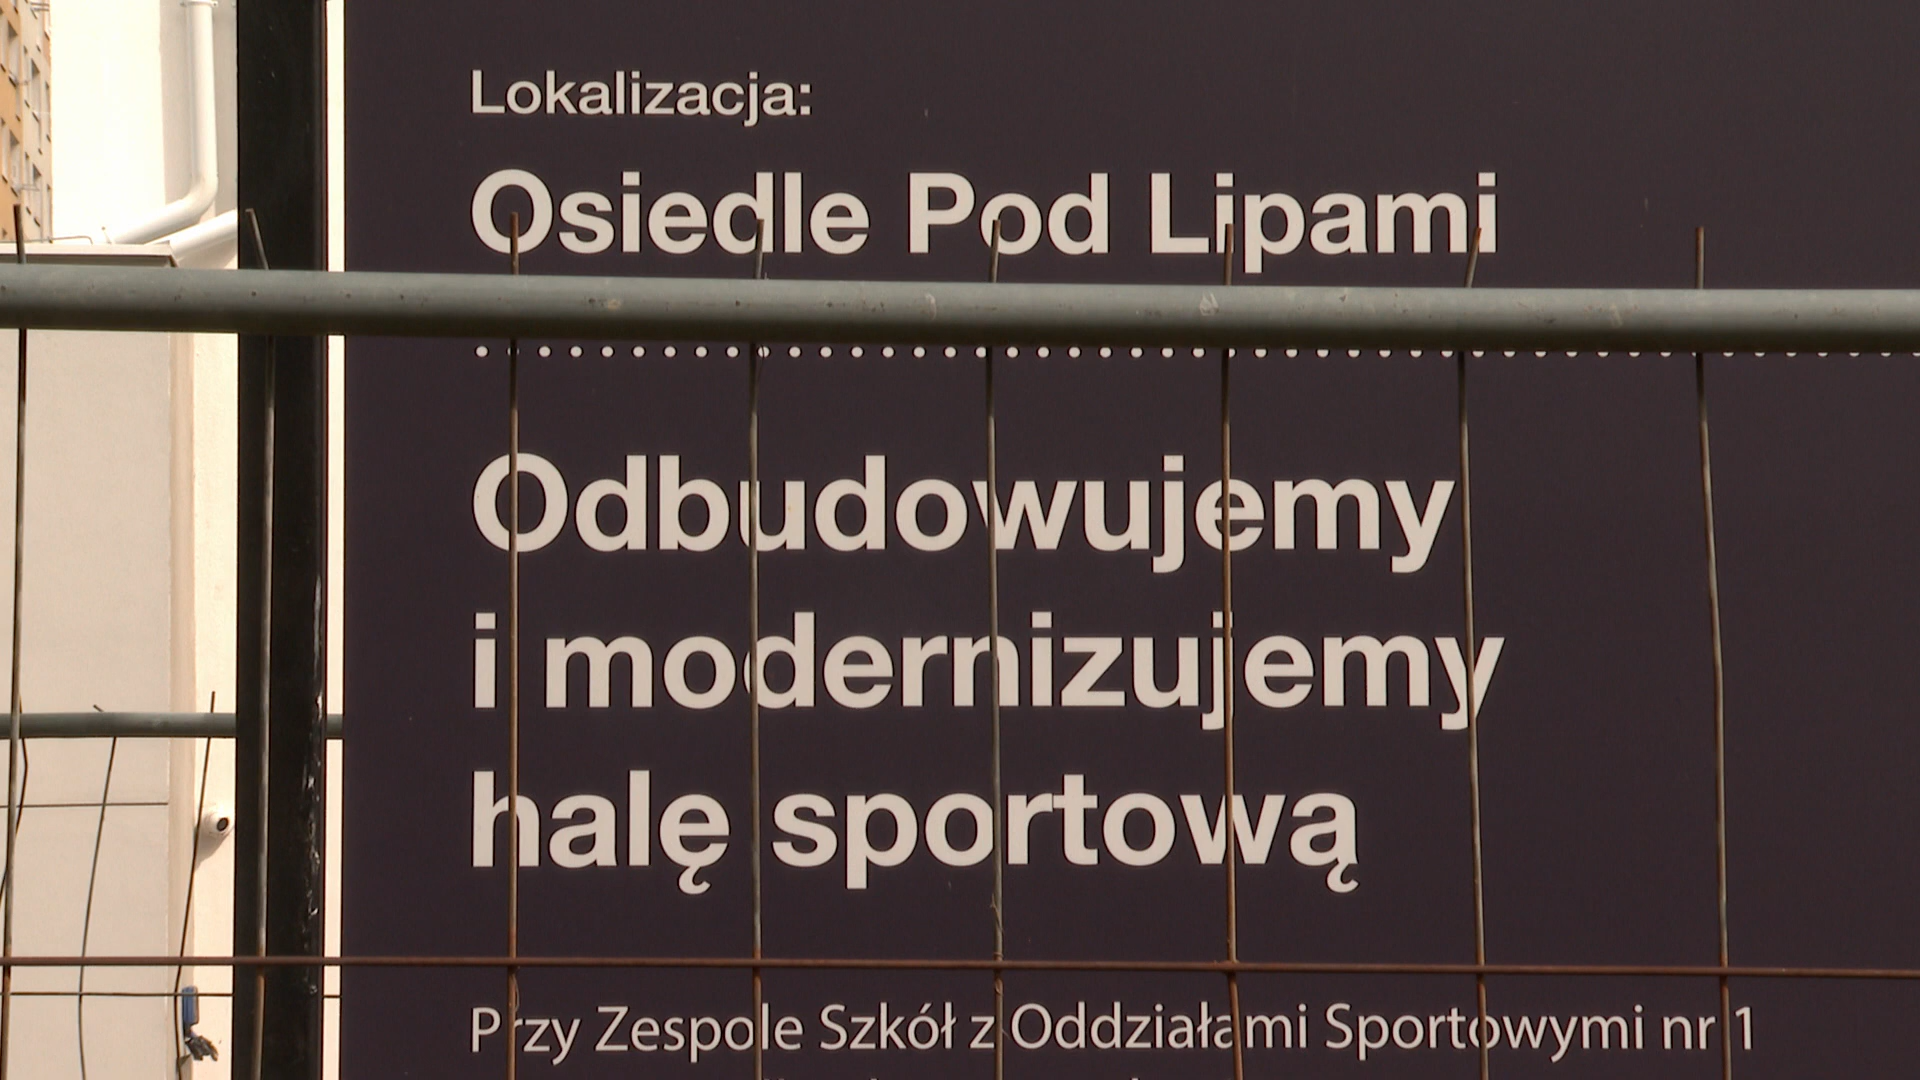 Lokalizacja:
Osiedle Pod Lipami
Odbudowujemy
i modernizujemy
halę sportową
Przy Zespole Szkół z Oddziałami Sportowymi nr 1